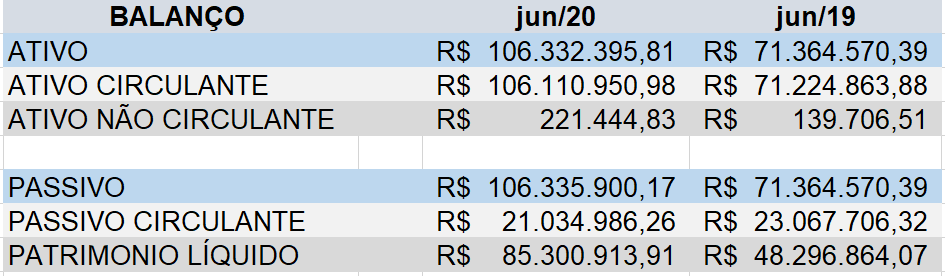 BALANÇO jun/20 jun/19
ATIVO R$ 106.332.395,81 R$ 71.364.570,39
ATIVO CIRCULANTE R$ 106.110.950,98 R$ 71.224.863,88
ATIVO NÃO CIRCULANTE R$ 221.444,83 R$ 139.706,51
PASSIVO R$ 106.335.900,17 R$ 71.364.570,39
PASSIVO CIRCULANTE R$ 21.034.986,26 R$ 23.067.706,32
PATRIMONIO LÍQUIDO R$ 85.300.913,91 R$ 48.296.864,07